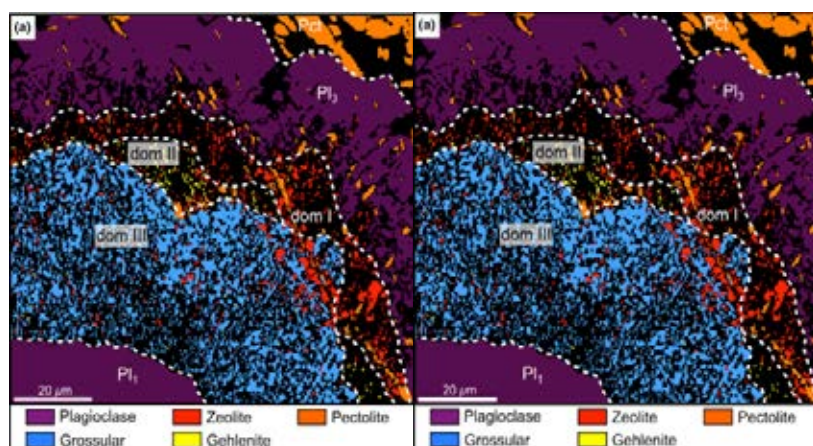 (a)
Pct
Pl3
dom II
dom I
dom III
20 μm
Pl1
Plagioclase Zeolite Pectolite
Grossular Gehlenite
(a)
Pct
Pl3
dom II
dom I
dom III
20 μm
Pl1
Plagioclase Zeolite Pectolite
Grossular Gehlenite